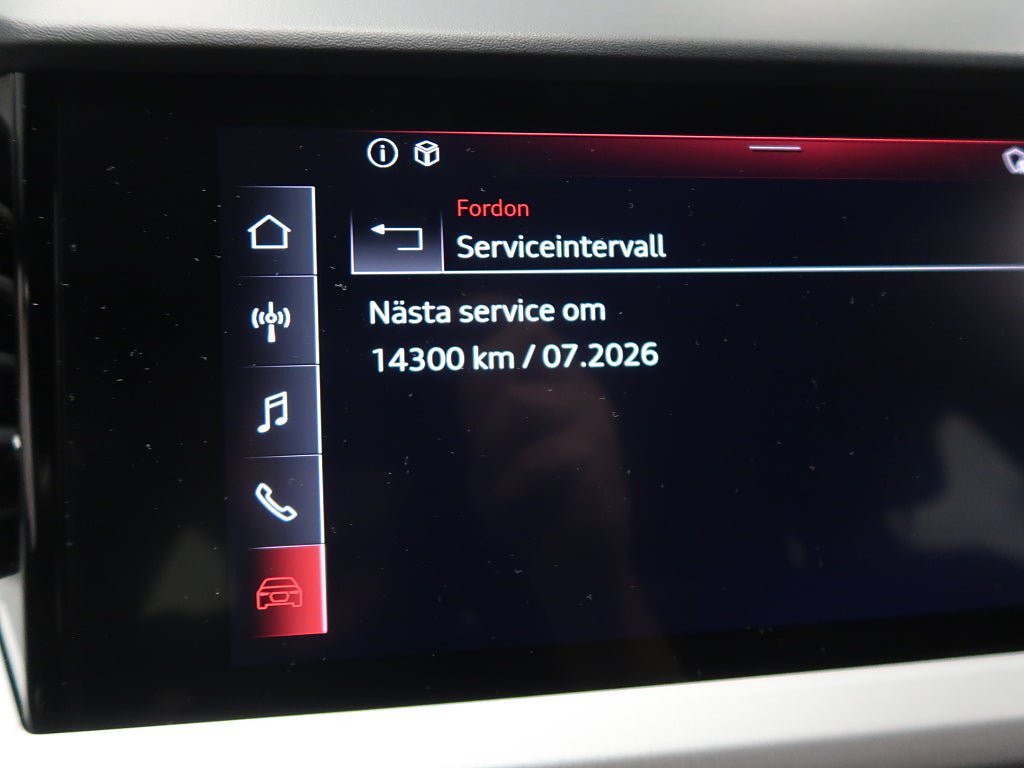 Fordon
Serviceintervall
Nästa service om
14300 km / 07.2026